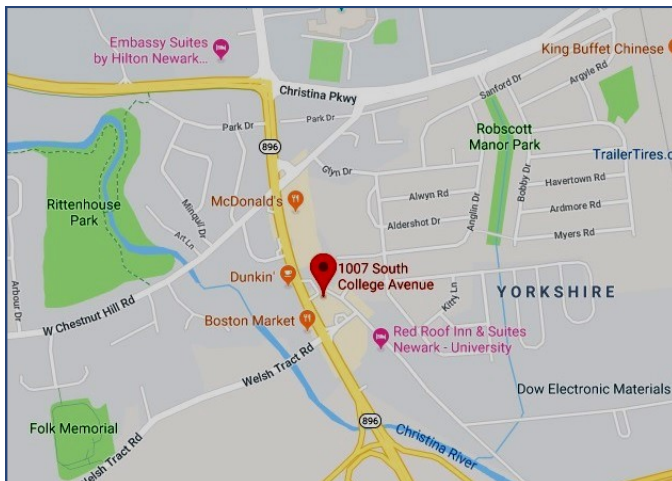 Embassy Suites
by Hilton Newark...
King Buffet Chinese
Sanford Dr
Argyle Rd
Christina Pkwy
Park Dr
Park Dr
896
Robscott
Manor Park
TrailerTires.c
Glyn Dr
Rittenhouse
Park
Minquil Dr
McDonald's
Alwyn Rd
Anglin Dr
Bobby Dr
Havertown Rd
Ardmore Rd
Aldershot Dr
Myers Rd
Art Ln
Arbour Dr
Dunkin'
1007 South
College Avenue
Kitty Ln
YORKSHIRE
W Chestnut Hill Rd
Boston Market
Red Roof Inn & Suites
Newark - University
Welsh Tract Rd
Dow Electronic Materials
896
Folk Memorial
Christina River
Welsh Tract Rd